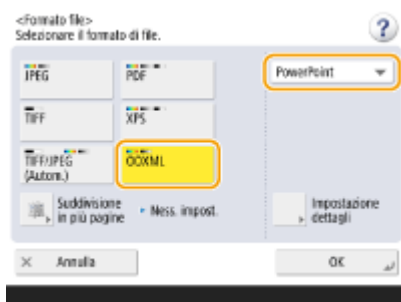 <Formato file>
Selezionare il formato di file.
?
JPEG
PDF
PowerPoint
TIFF
XPS
TIFF/JPEG
(Autom.)
OOXML
Suddivisione
in più pagine
Ness. impost.
Impostazione
dettagli
× Annulla
OK